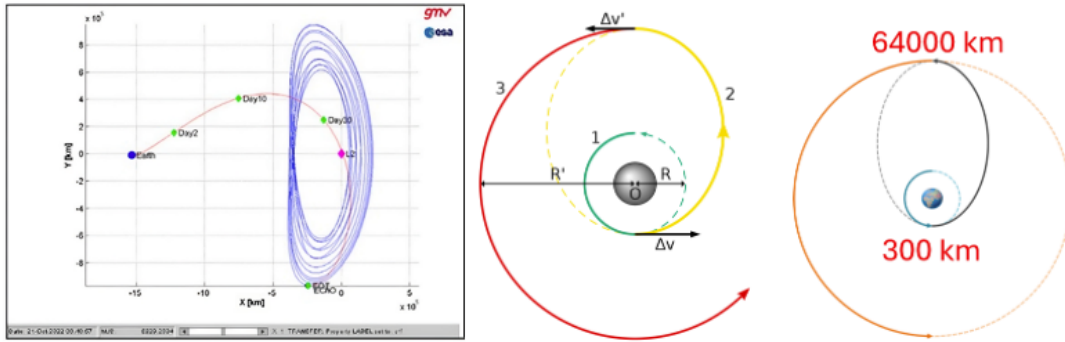 x 10⁵
gmv
esa
8
6
4
2
0
-2
-4
-6
-8
Y [km]
Day10
Day2
Day30
Earth
L2
-15
-10
-5
0
5
x 10⁵
X [km]
Δv'
3
2
1
R'
R
O
Δv
64000 km
300 km